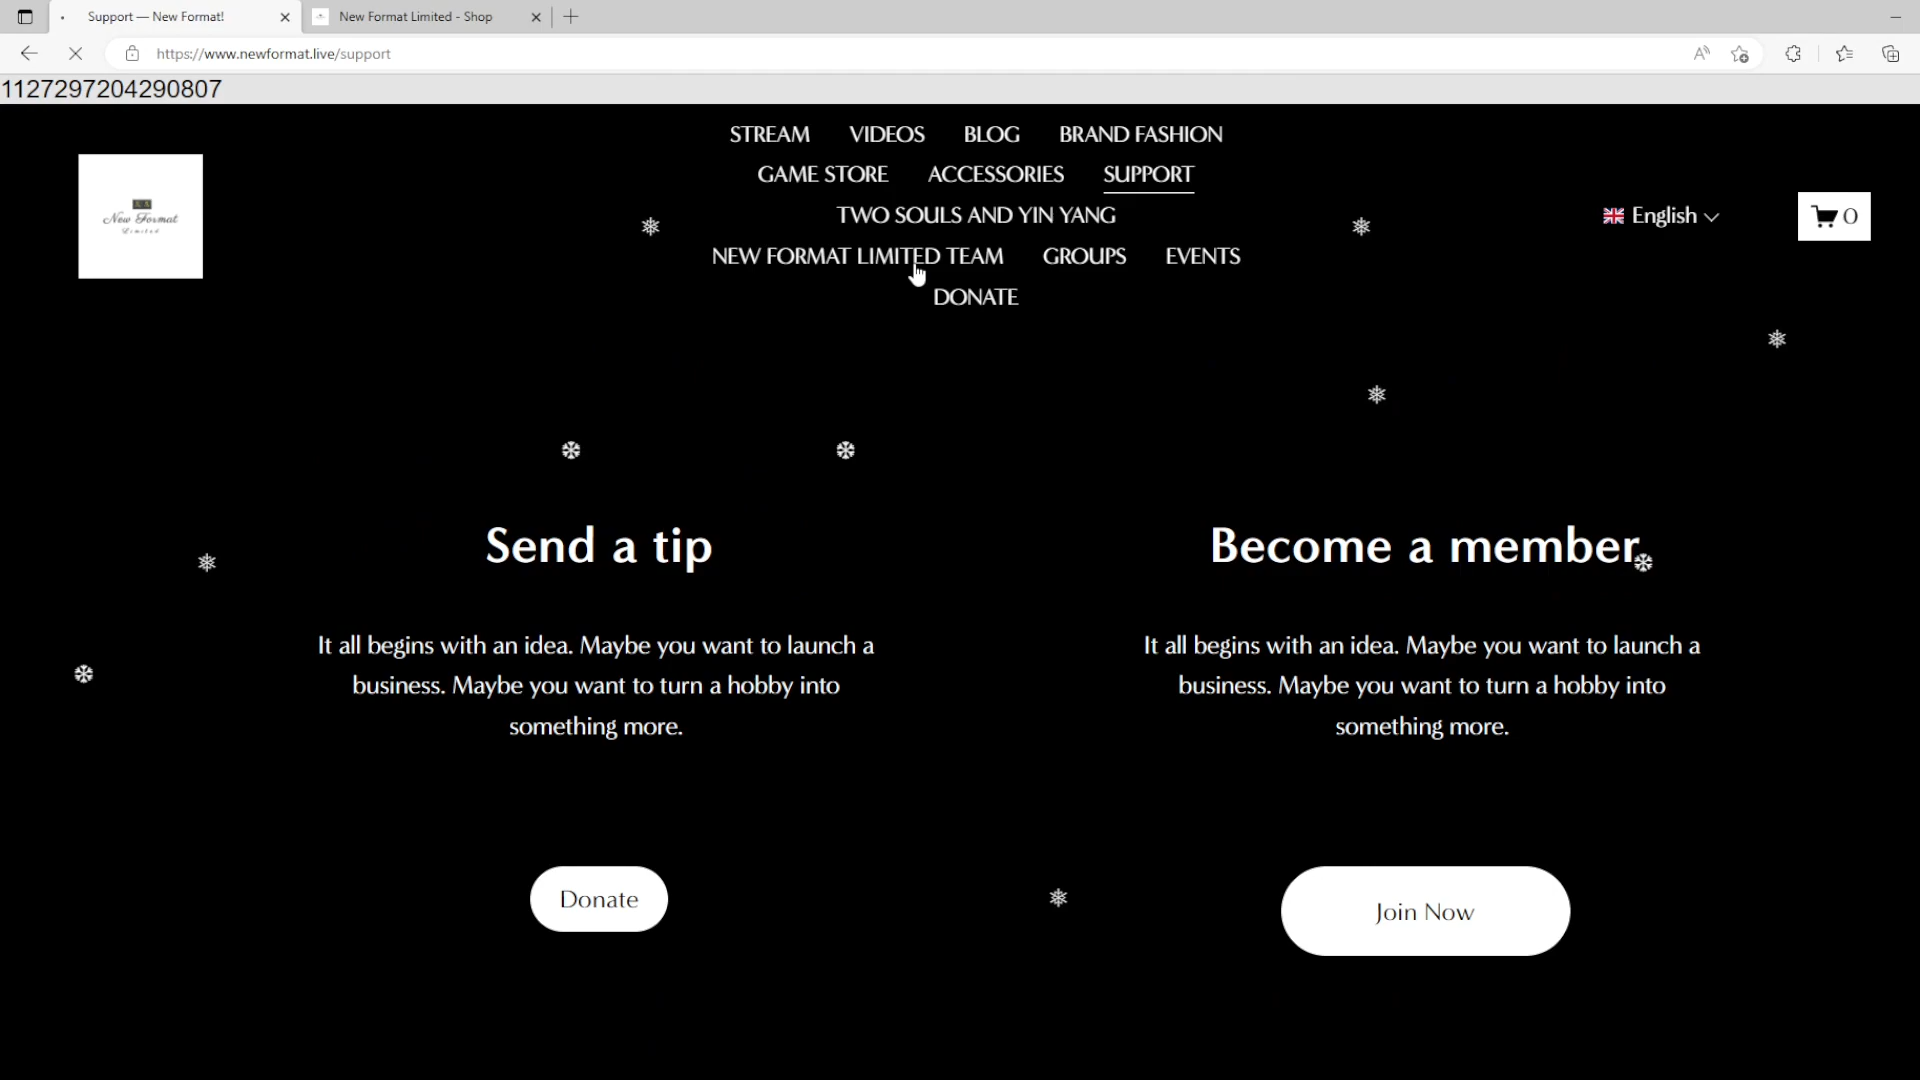 Support — New Format!
New Format Limited - Shop
https://www.newformat.live/support
1127297204290807
STREAM VIDEOS BLOG BRAND FASHION
GAME STORE ACCESSORIES SUPPORT
TWO SOULS AND YIN YANG
NEW FORMAT LIMITED TEAM GROUPS EVENTS
DONATE
New Format
Limited
English
0
Send a tip
It all begins with an idea. Maybe you want to launch a
business. Maybe you want to turn a hobby into
something more.
Donate
Become a member
It all begins with an idea. Maybe you want to launch a
business. Maybe you want to turn a hobby into
something more.
Join Now